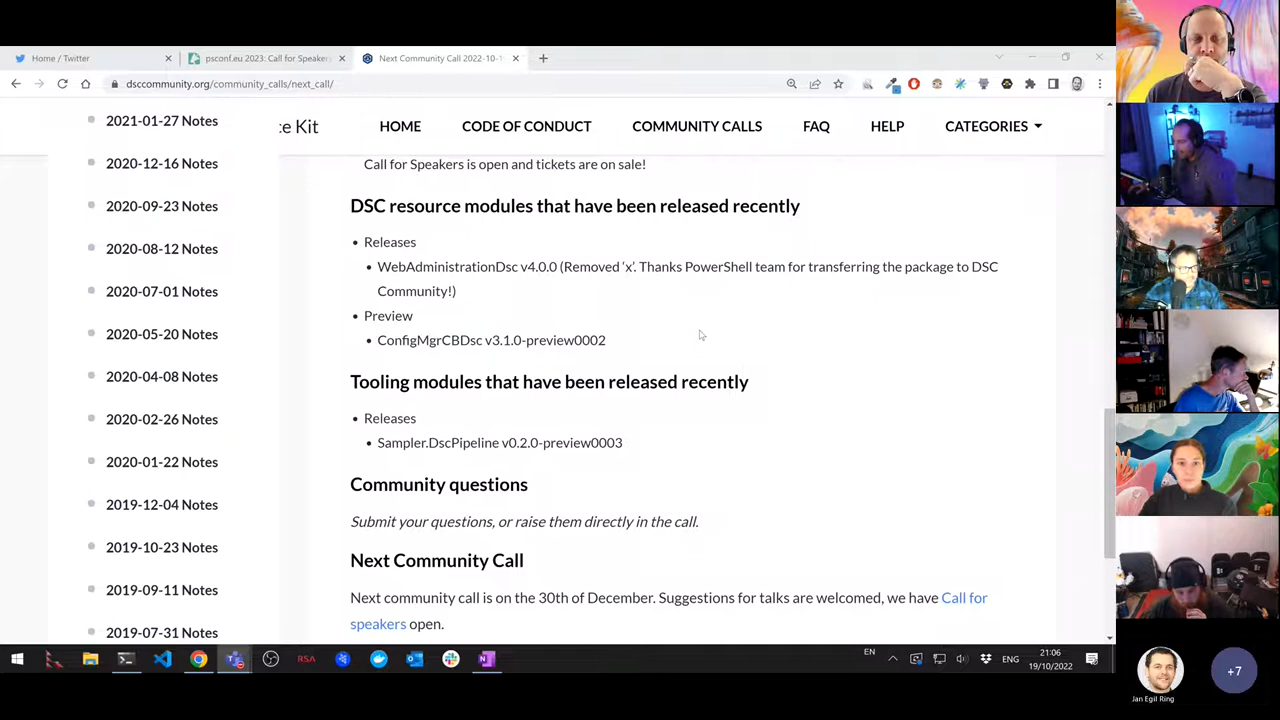 Home / Twitter
psconf.eu 2023: Call for Speakers
Next Community Call 2022-10-1
dsccommunity.org/community_calls/next_call/
ce Kit
HOME
CODE OF CONDUCT
COMMUNITY CALLS
FAQ
HELP
CATEGORIES
2021-01-27 Notes
2020-12-16 Notes
2020-09-23 Notes
2020-08-12 Notes
2020-07-01 Notes
2020-05-20 Notes
2020-04-08 Notes
2020-02-26 Notes
2020-01-22 Notes
2019-12-04 Notes
2019-10-23 Notes
2019-09-11 Notes
2019-07-31 Notes
Call for Speakers is open and tickets are on sale!
DSC resource modules that have been released recently
• Releases
• WebAdministrationDsc v4.0.0 (Removed ‘x’. Thanks PowerShell team for transferring the package to DSC
Community!)
• Preview
• ConfigMgrCBDsc v3.1.0-preview0002
Tooling modules that have been released recently
• Releases
• Sampler.DscPipeline v0.2.0-preview0003
Community questions
Submit your questions, or raise them directly in the call.
Next Community Call
Next community call is on the 30th of December. Suggestions for talks are welcomed, we have Call for
speakers open.
RSA
EN
ENG
21:06
19/10/2022
Jan Egil Ring
+7